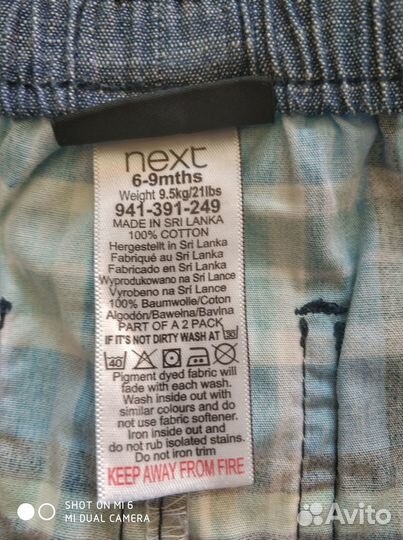 next
6-9mths
Weight 9.5kg/21lbs
941-391-249
MADE IN SRI LANKA
100% COTTON
Hergestellt in Sri Lanka
Fabriqué au Sri Lanka
Fabricado en Sri Lanka
Wyprodukowano na Sri Lance
Vyrobeno na Sri Lance
100% Baumwolle/Coton
Algodón/Bawełna/Bavlna
PART OF A 2 PACK
IF IT'S NOT DIRTY WASH AT 30
40
Pigment dyed fabric will
fade with each wash.
Wash inside out with
similar colours and do
not use fabric softener.
Iron inside out and
do not rub isolated stains.
Do not iron trim
KEEP AWAY FROM FIRE
SHOT ON MI 6
MI DUAL CAMERA
Avito